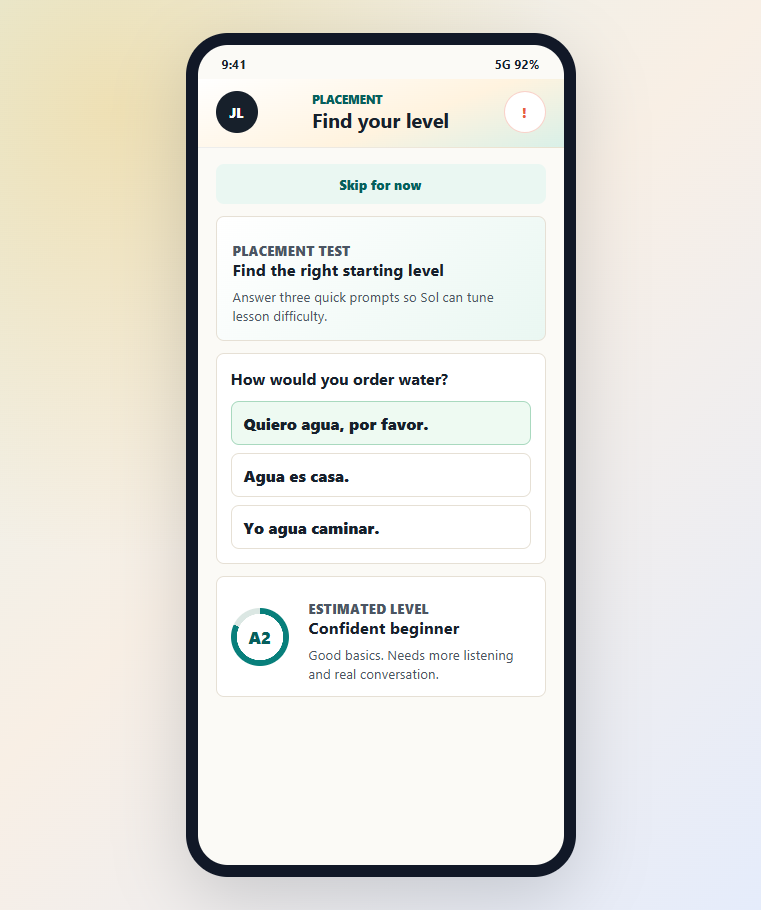 9:41
5G 92%
JL
PLACEMENT
Find your level
!
Skip for now
PLACEMENT TEST
Find the right starting level
Answer three quick prompts so Sol can tune
lesson difficulty.
How would you order water?
Quiero agua, por favor.
Agua es casa.
Yo agua caminar.
A2
ESTIMATED LEVEL
Confident beginner
Good basics. Needs more listening
and real conversation.